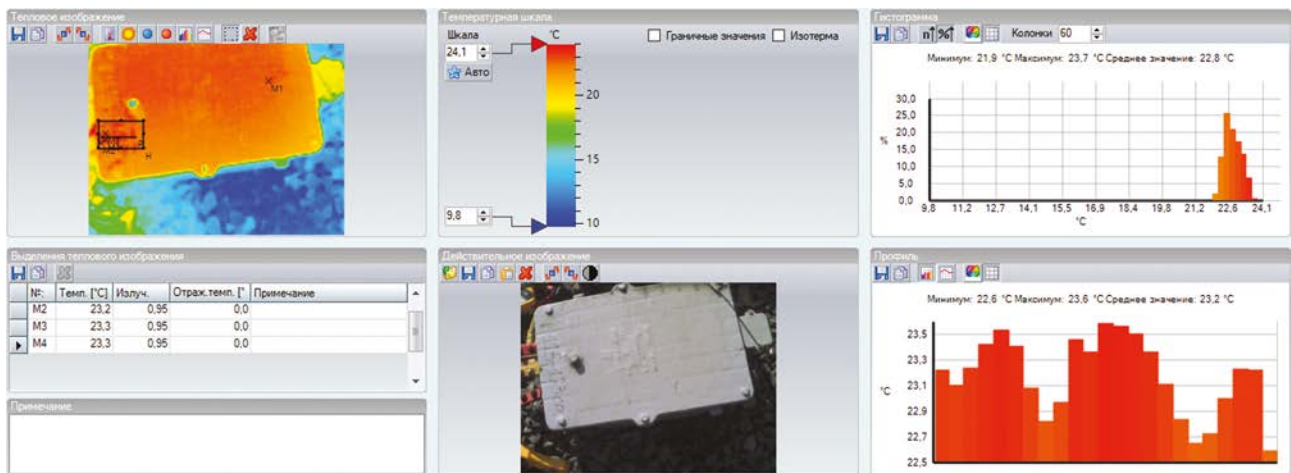 Тепловое изображение
M1
M2
H
Температурная шкала
Шкала
°C
Граничные значения
Изотерма
24,1
Авто
20
15
9,8
10
Гистограмма
n %
Колонки 60
Минимум: 21,9 °C Максимум: 23,7 °C Среднее значение: 22,8 °C
30,0
25,0
20,0
15,0
10,0
5,0
0,0
%
9,8 11,2 12,7 14,1 15,5 16,9 18,4 19,8 21,2 22,6 24,1
°C
Выделения теплового изображения
№: Темп. [°C] Излуч. Отраж.темп. [° Примечание
M2 23,2 0,95 0,0
M3 23,3 0,95 0,0
M4 23,3 0,95 0,0
Примечание
Действительное изображение
Профиль
Минимум: 22,6 °C Максимум: 23,6 °C Среднее значение: 23,2 °C
23,5
23,3
23,1
22,9
22,7
22,5
°C